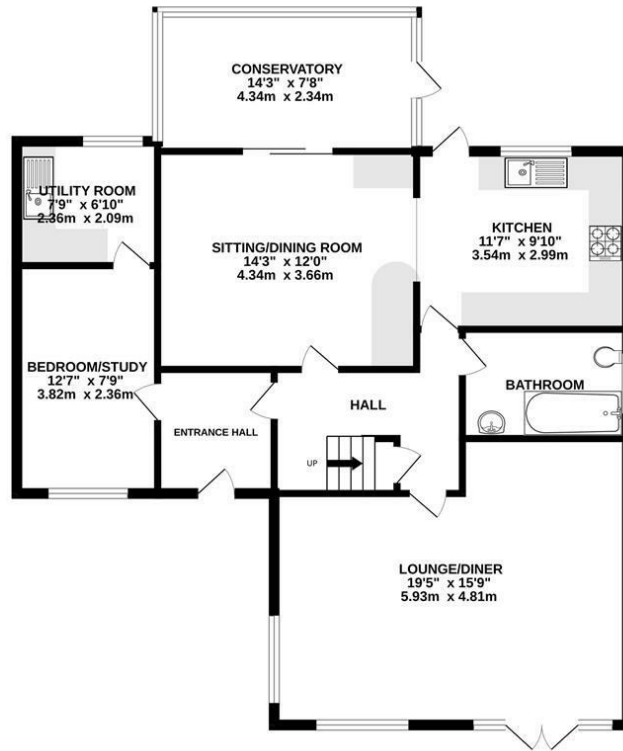 CONSERVATORY
14'3" x 7'8"
4.34m x 2.34m
UTILITY ROOM
7'9" x 6'10"
2.36m x 2.09m
SITTING/DINING ROOM
14'3" x 12'0"
4.34m x 3.66m
KITCHEN
11'7" x 9'10"
3.54m x 2.99m
BEDROOM/STUDY
12'7" x 7'9"
3.82m x 2.36m
ENTRANCE HALL
HALL
UP
BATHROOM
LOUNGE/DINER
19'5" x 15'9"
5.93m x 4.81m